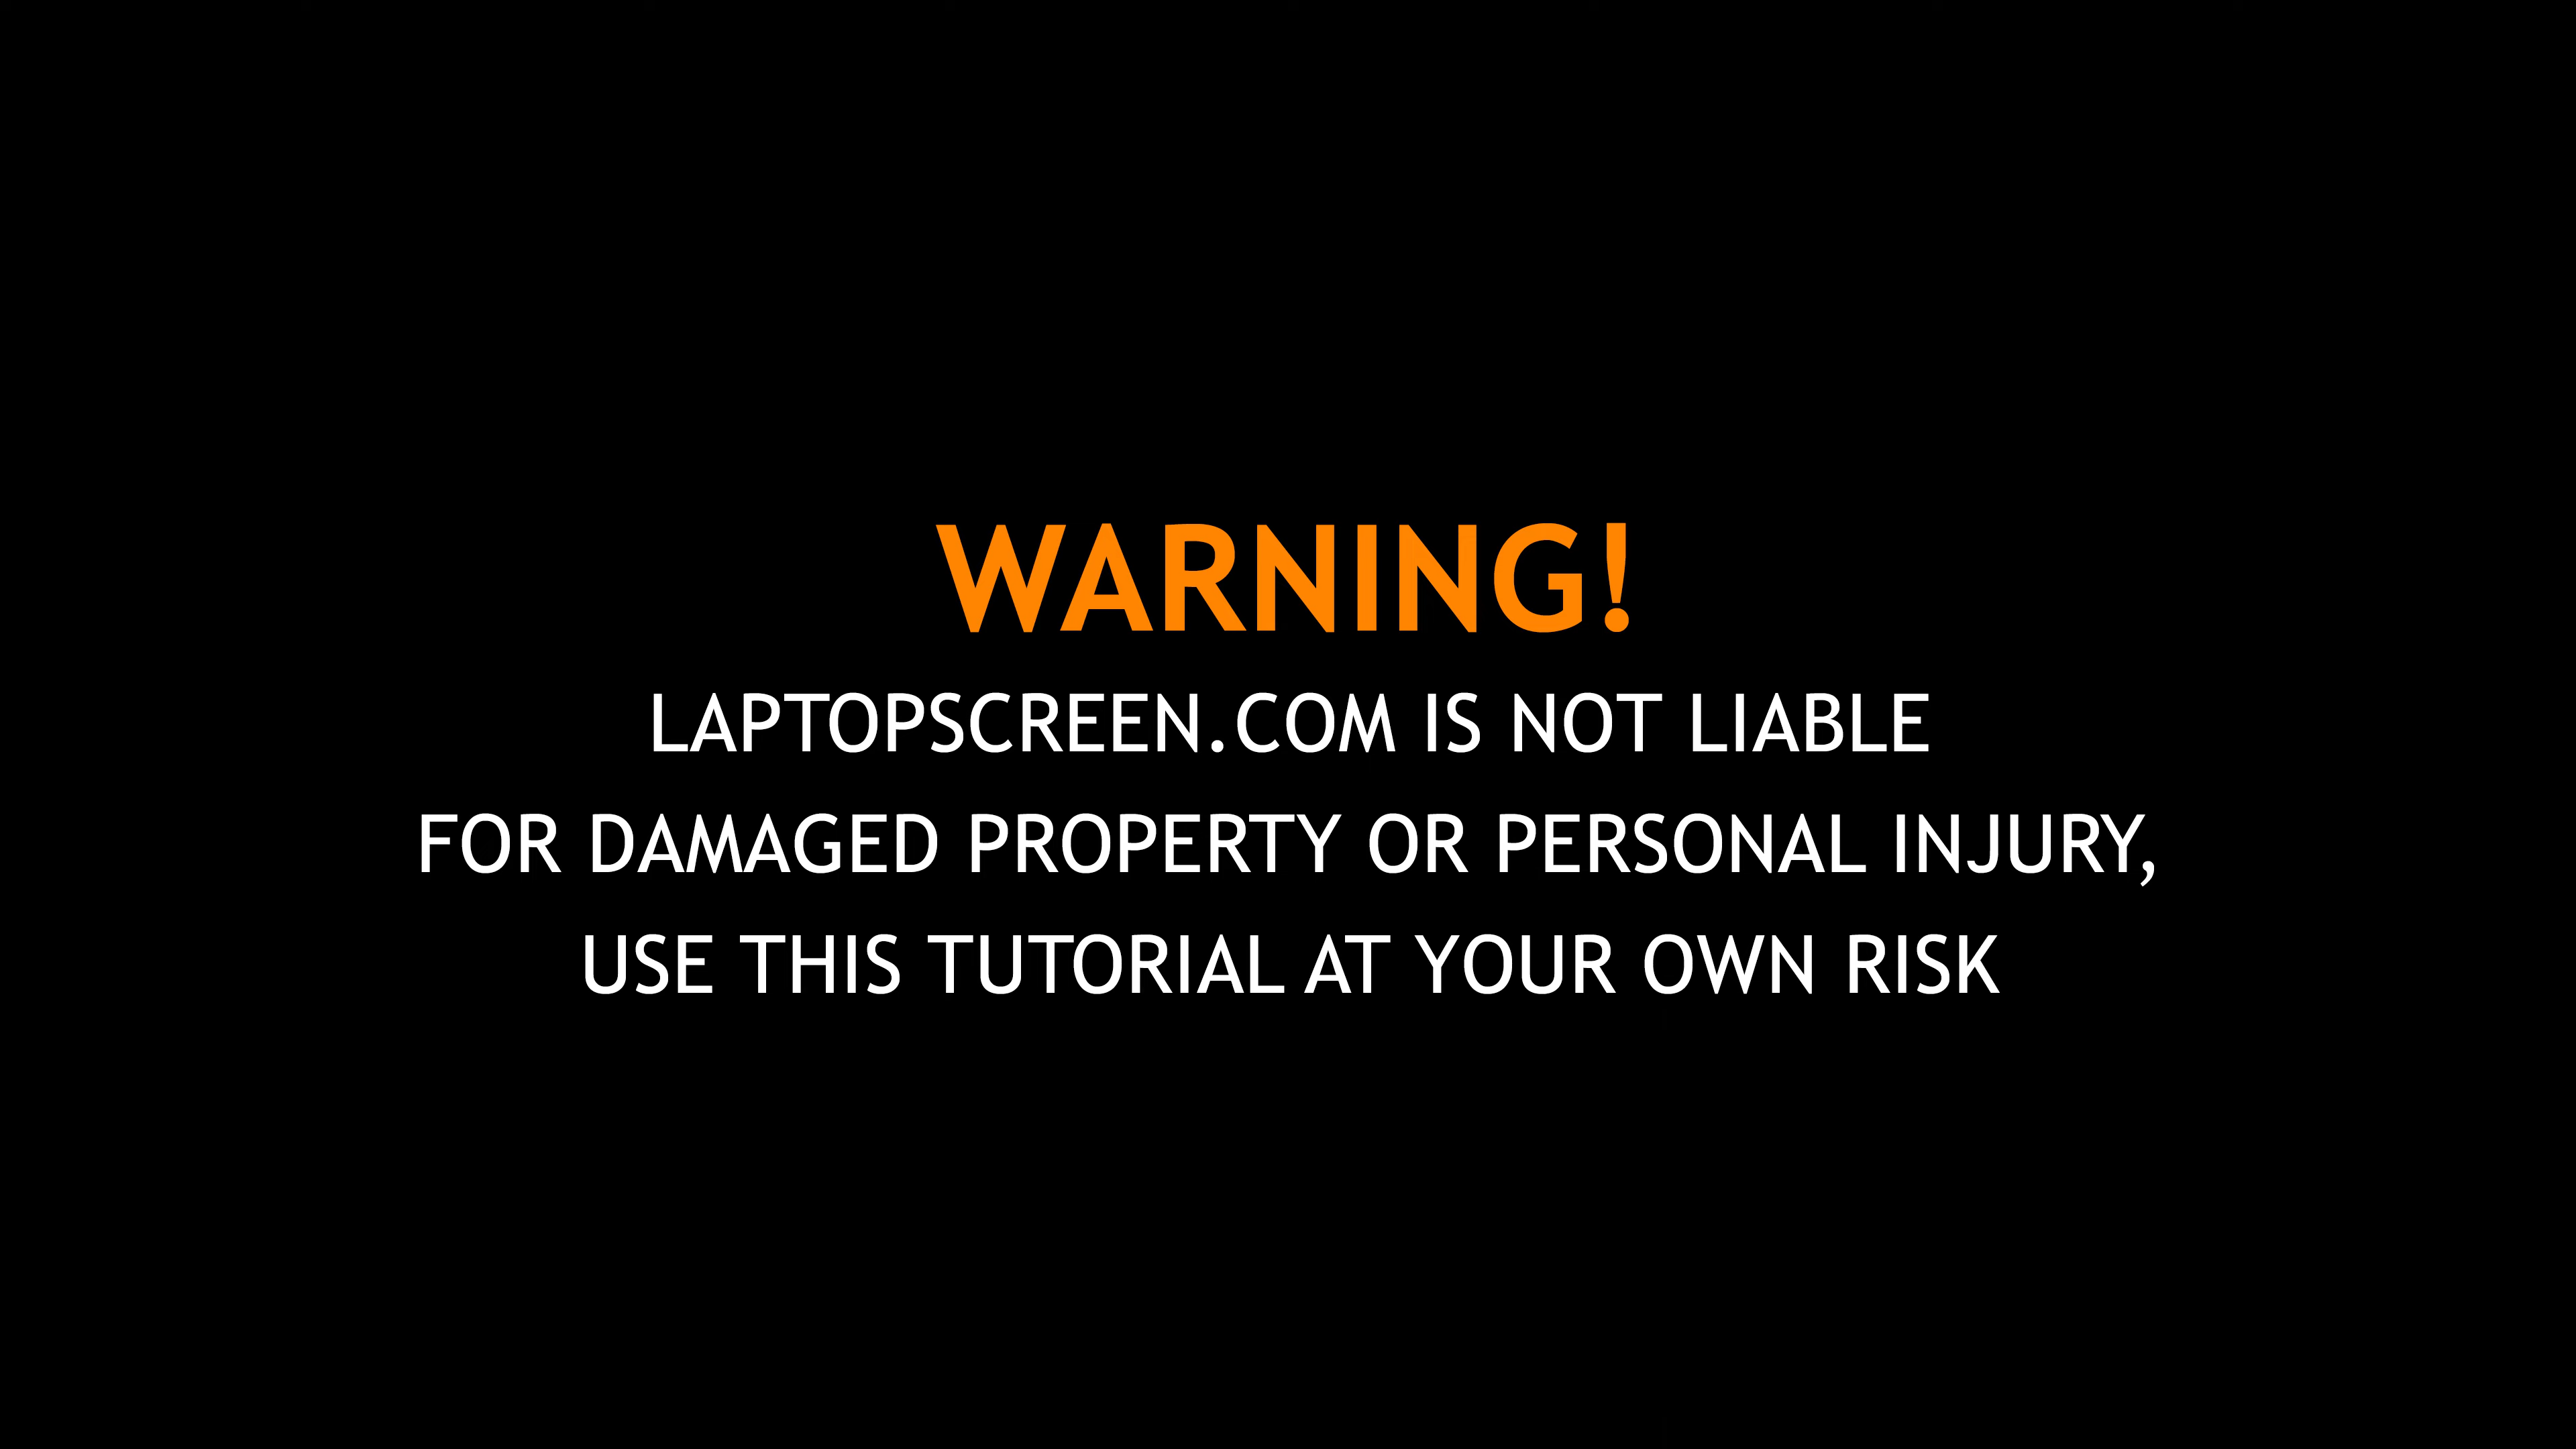 WARNING!
LAPTOPSCREEN.COM IS NOT LIABLE
FOR DAMAGED PROPERTY OR PERSONAL INJURY,
USE THIS TUTORIAL AT YOUR OWN RISK